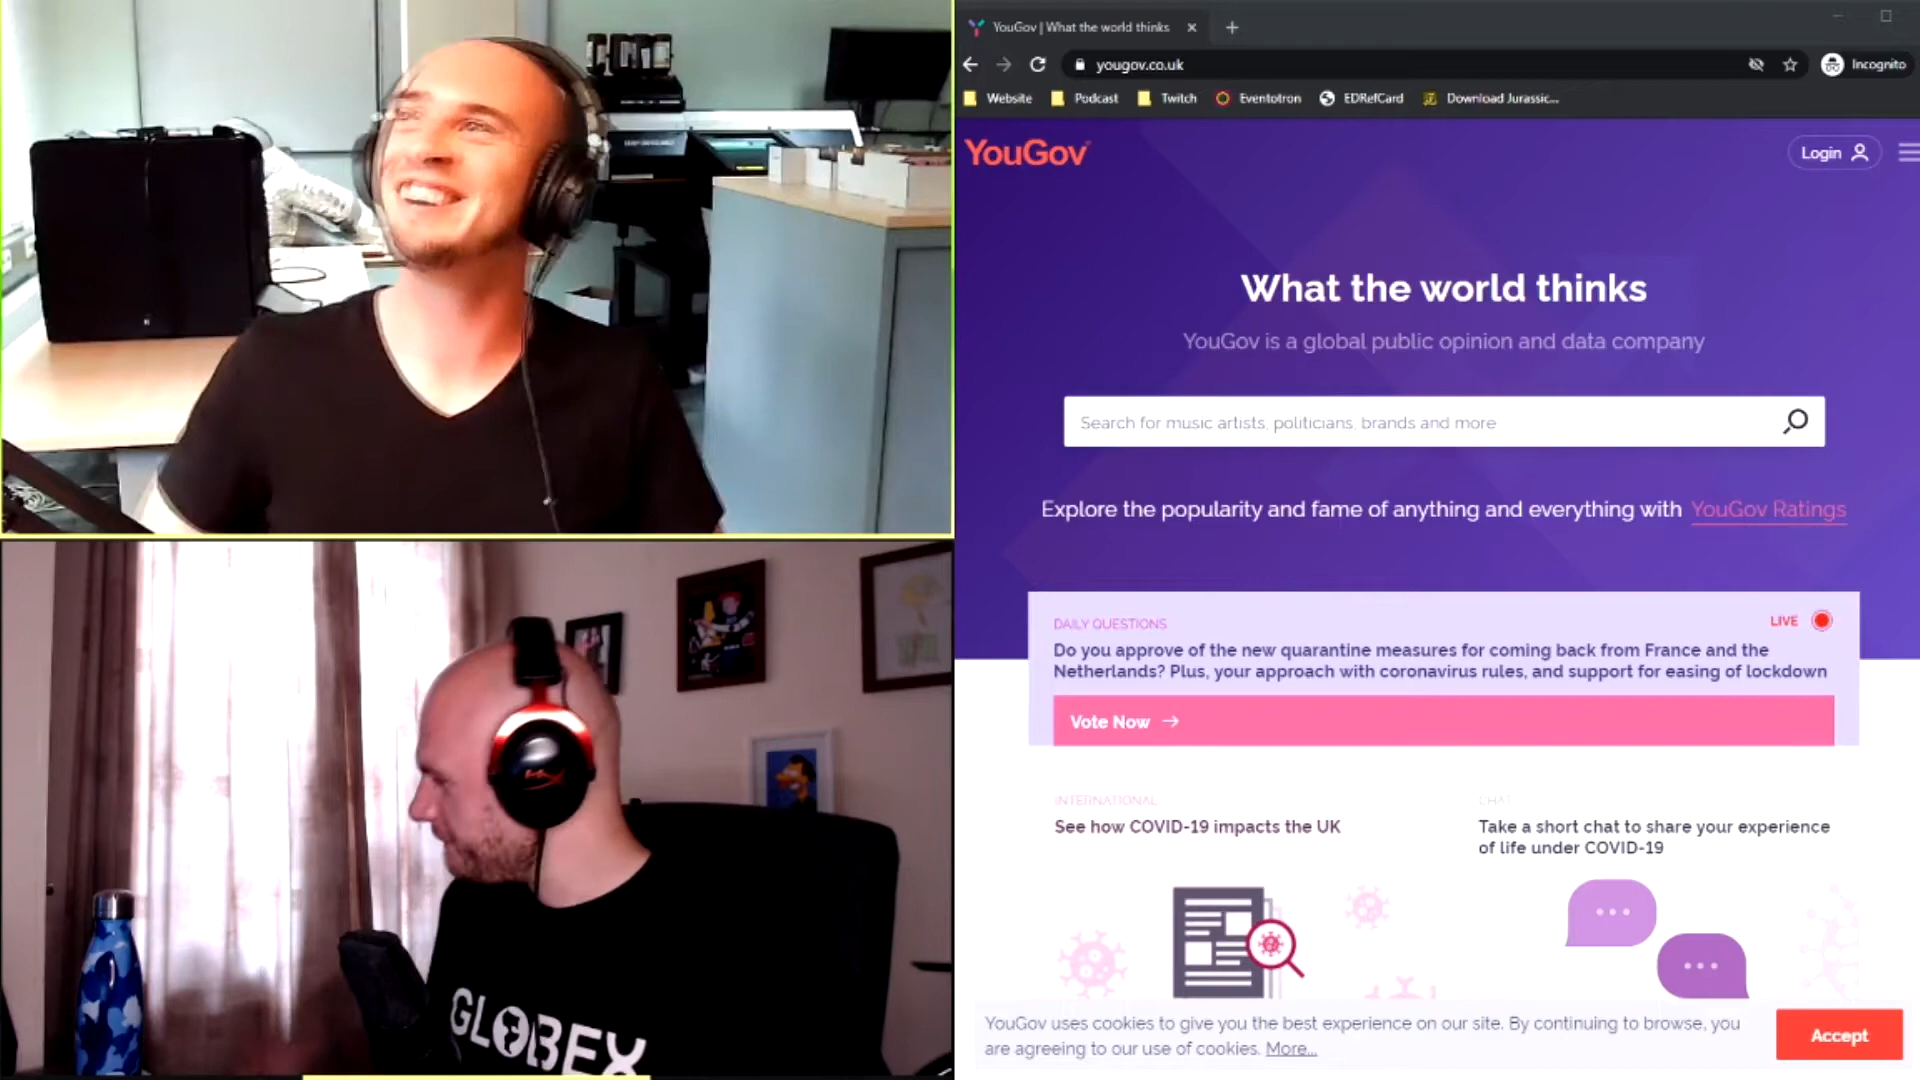 YouGov | What the world thinks
yougov.co.uk
Incognito
Website
Podcast
Twitch
Eventotron
EDRefCard
Download Jurassic...
YouGov
Login
What the world thinks
YouGov is a global public opinion and data company
Search for music artists, politicians, brands and more
Explore the popularity and fame of anything and everything with YouGov Ratings
DAILY QUESTIONS
LIVE
Do you approve of the new quarantine measures for coming back from France and the
Netherlands? Plus, your approach with coronavirus rules, and support for easing of lockdown
Vote Now
INTERNATIONAL
See how COVID-19 impacts the UK
CHAT
Take a short chat to share your experience
of life under COVID-19
YouGov uses cookies to give you the best experience on our site. By continuing to browse, you
are agreeing to our use of cookies. More...
Accept
GLOBEX